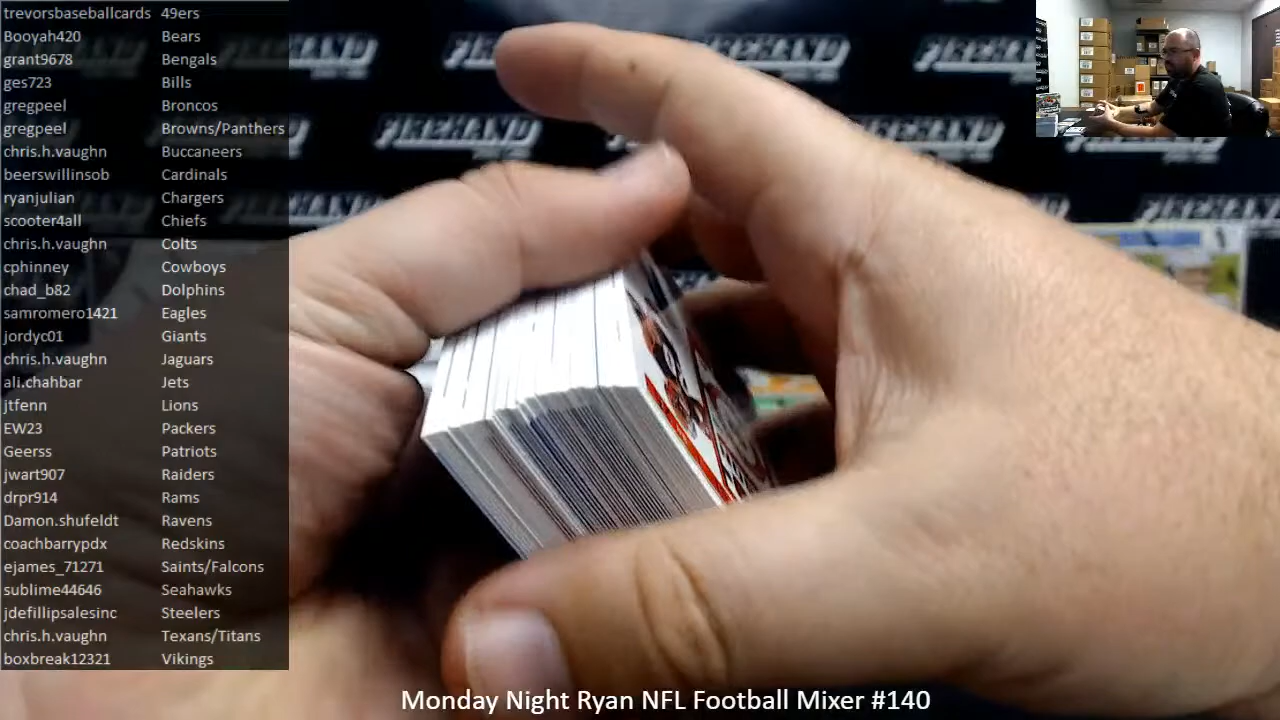 trevorsbaseballcards 49ers
Booyah420 Bears
grant9678 Bengals
ges723 Bills
gregpeel Broncos
gregpeel Browns/Panthers
chris.h.vaughn Buccaneers
beerswillinsob Cardinals
ryanjulian Chargers
scooter4all Chiefs
chris.h.vaughn Colts
cphinney Cowboys
chad_b82 Dolphins
samromero1421 Eagles
jordyc01 Giants
chris.h.vaughn Jaguars
ali.chahbar Jets
jtfenn Lions
EW23 Packers
Geerss Patriots
jwart907 Raiders
drpr914 Rams
Damon.shufeldt Ravens
coachbarrypdx Redskins
ejames_71271 Saints/Falcons
sublime44646 Seahawks
jdefillipsalesinc Steelers
chris.h.vaughn Texans/Titans
boxbreak12321 Vikings
FIREHAND
FIREHAND
FIREHAND
FIREHAND
Monday Night Ryan NFL Football Mixer #140